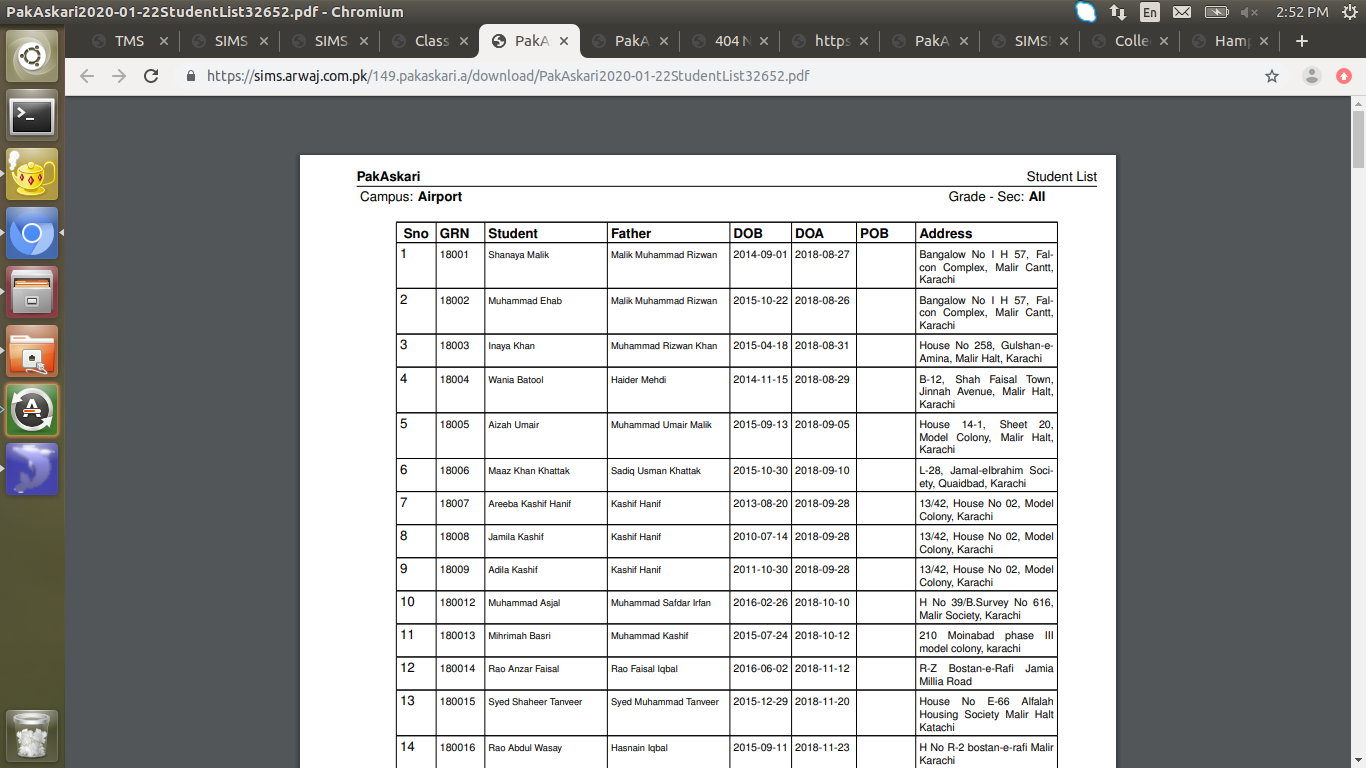 PakAskari2020-01-22StudentList32652.pdf - Chromium
En 2:52 PM
TMS SIMS SIMS Class PakA PakA 404 N https PakA SIMS Colle Ham
https://sims.arwaj.com.pk/149.pakaskari.a/download/PakAskari2020-01-22StudentList32652.pdf
PakAskari Student List
Campus: Airport Grade - Sec: All
Sno GRN Student Father DOB DOA POB Address
1 18001 Shanaya Malik Malik Muhammad Rizwan 2014-09-01 2018-08-27 Bangalow No I H 57, Fal-
con Complex, Malir Cantt,
Karachi
2 18002 Muhammad Ehab Malik Muhammad Rizwan 2015-10-22 2018-08-26 Bangalow No I H 57, Fal-
con Complex, Malir Cantt,
Karachi
3 18003 Inaya Khan Muhammad Rizwan Khan 2015-04-18 2018-08-31 House No 258, Gulshan-e-
Amina, Malir Halt, Karachi
4 18004 Wania Batool Haider Mehdi 2014-11-15 2018-08-29 B-12, Shah Faisal Town,
Jinnah Avenue, Malir Halt,
Karachi
5 18005 Aizah Umair Muhammad Umair Malik 2015-09-13 2018-09-05 House 14-1, Sheet 20,
Model Colony, Malir Halt,
Karachi
6 18006 Maaz Khan Khattak Sadiq Usman Khattak 2015-10-30 2018-09-10 L-28, Jamal-elbrahim Soci-
ety, Quaidbad, Karachi
7 18007 Areeba Kashif Hanif Kashif Hanif 2013-08-20 2018-09-28 13/42, House No 02, Model
Colony, Karachi
8 18008 Jamila Kashif Kashif Hanif 2010-07-14 2018-09-28 13/42, House No 02, Model
Colony, Karachi
9 18009 Adila Kashif Kashif Hanif 2011-10-30 2018-09-28 13/42, House No 02, Model
Colony, Karachi
10 180012 Muhammad Asjal Muhammad Safdar Irfan 2016-02-26 2018-10-10 H No 39/B.Survey No 616,
Malir Society, Karachi
11 180013 Mihrimah Basri Muhammad Kashif 2015-07-24 2018-10-12 210 Moinabad phase III
model colony, karachi
12 180014 Rao Anzar Faisal Rao Faisal Iqbal 2016-06-02 2018-11-12 R-Z Bostan-e-Rafi Jamia
Millia Road
13 180015 Syed Shaheer Tanveer Syed Muhammad Tanveer 2015-12-29 2018-11-20 House No E-66 Alfalah
Housing Society Malir Halt
Katachi
14 180016 Rao Abdul Wasay Hasnain Iqbal 2015-09-11 2018-11-23 H No R-2 bostan-e-rafi Malir
Karachi